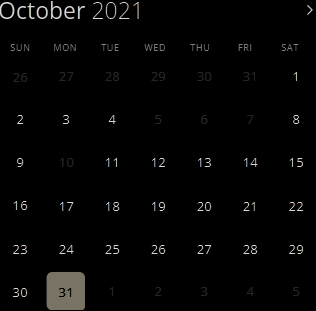 October 2021 >
SUN MON TUE WED THU FRI SAT
26 27 28 29 30 31 1
2 3 4 5 6 7 8
9 10 11 12 13 14 15
16 17 18 19 20 21 22
23 24 25 26 27 28 29
30 31 1 2 3 4 5